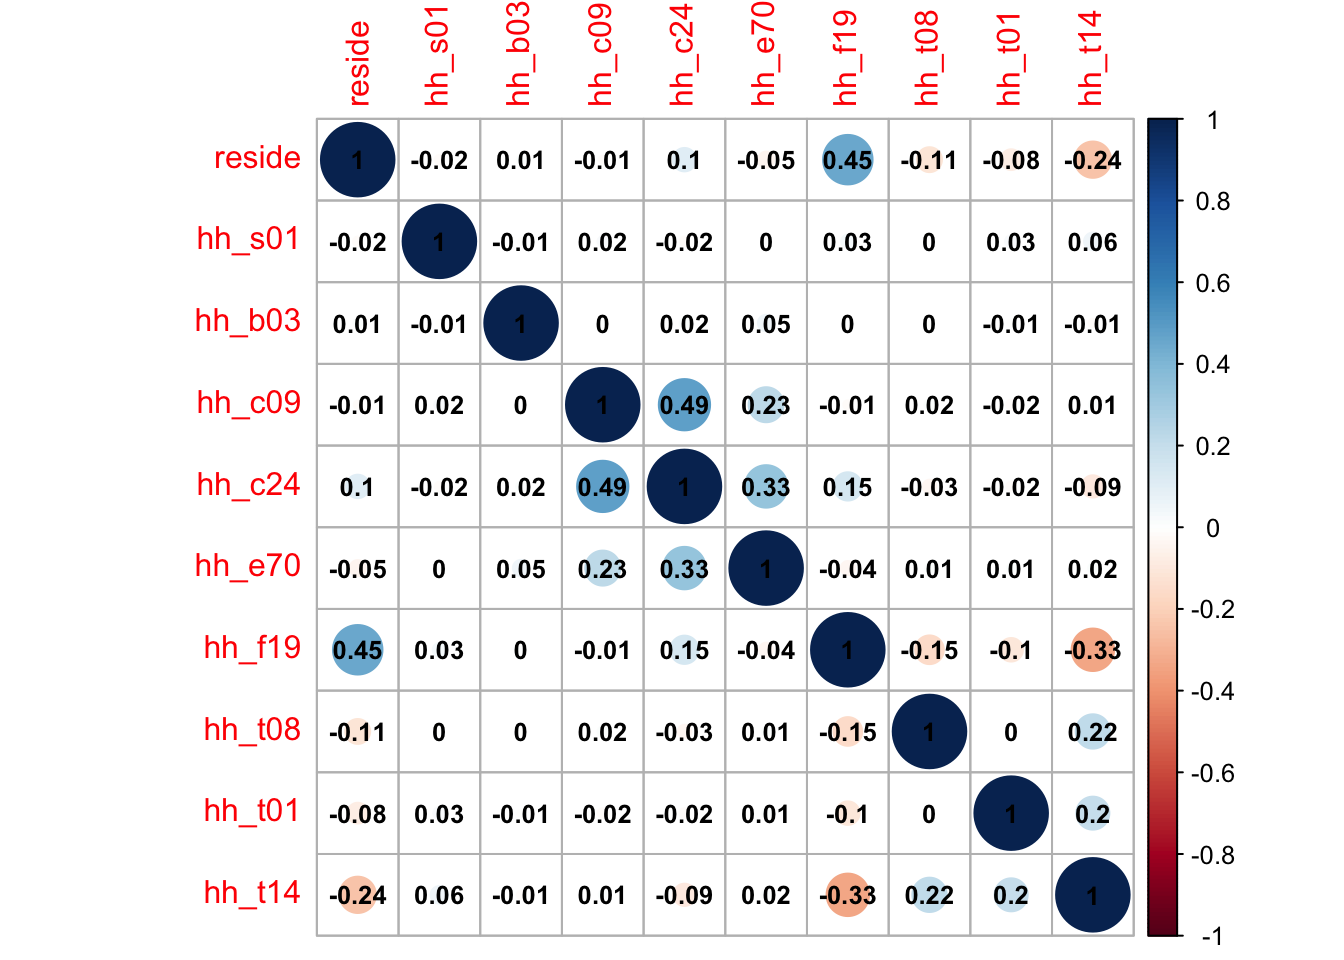 reside hh_s01 hh_b03 hh_c09 hh_c24 hh_e70 hh_f19 hh_t08 hh_t01 hh_t14
reside 1 -0.02 0.01 -0.01 0.1 -0.05 0.45 -0.11 -0.08 -0.24
hh_s01 -0.02 1 -0.01 0.02 -0.02 0 0.03 0 0.03 0.06
hh_b03 0.01 -0.01 1 0 0.02 0.05 0 0 -0.01 -0.01
hh_c09 -0.01 0.02 0 1 0.49 0.23 -0.01 0.02 -0.02 0.01
hh_c24 0.1 -0.02 0.02 0.49 1 0.33 0.15 -0.03 -0.02 -0.09
hh_e70 -0.05 0 0.05 0.23 0.33 1 -0.04 0.01 0.01 0.02
hh_f19 0.45 0.03 0 -0.01 0.15 -0.04 1 -0.15 -0.1 -0.33
hh_t08 -0.11 0 0 0.02 -0.03 0.01 -0.15 1 0 0.22
hh_t01 -0.08 0.03 -0.01 -0.02 -0.02 0.01 -0.1 0 1 0.2
hh_t14 -0.24 0.06 -0.01 0.01 -0.09 0.02 -0.33 0.22 0.2 1
1
0.8
0.6
0.4
0.2
0
-0.2
-0.4
-0.6
-0.8
-1